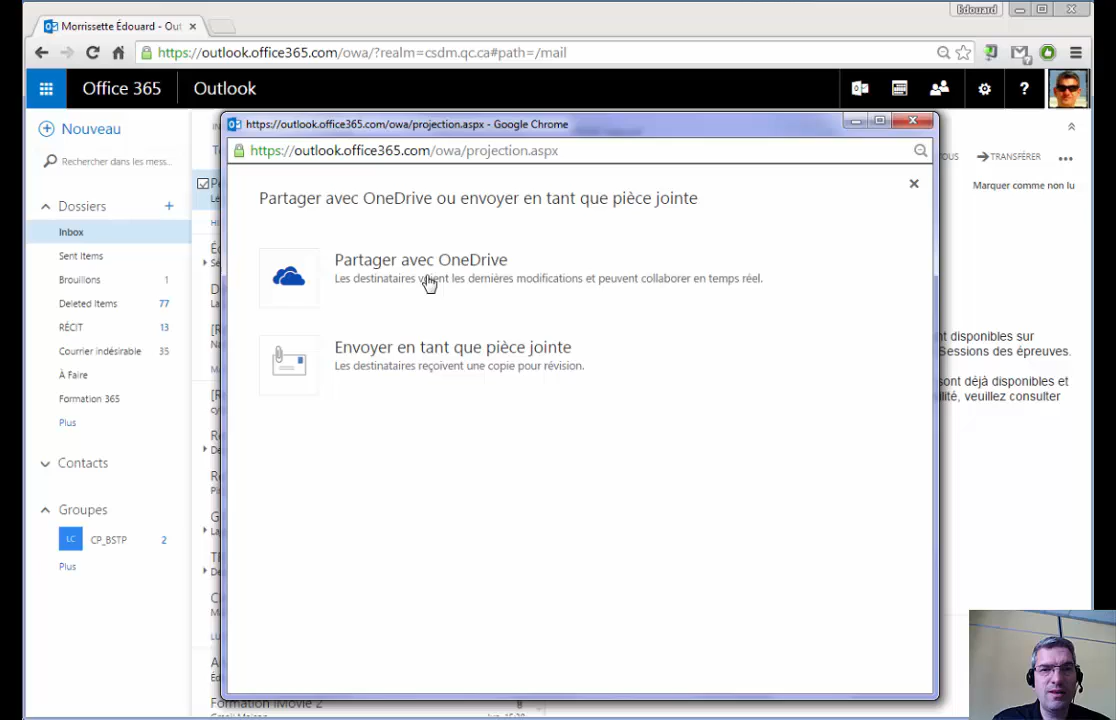 Edouard
Morrissette Édouard - Out
https://outlook.office365.com/owa/?realm=csdm.qc.ca#path=/mail
Office 365
Outlook
?
https://outlook.office365.com/owa/projection.aspx - Google Chrome
https://outlook.office365.com/owa/projection.aspx
Nouveau
Rechercher dans les mess...
Dossiers
Inbox
Sent Items
Brouillons 1
Deleted Items 77
RÉCIT 13
Courrier indésirable 35
À Faire
Formation 365
Plus
Contacts
Groupes
LC CP_BSTP 2
Plus
Partager avec OneDrive ou envoyer en tant que pièce jointe
Partager avec OneDrive
Les destinataires voient les dernières modifications et peuvent collaborer en temps réel.
Envoyer en tant que pièce jointe
Les destinataires reçoivent une copie pour révision.
TRANSFÉRER
Marquer comme non lu
t disponibles sur
Sessions des épreuves.
sont déjà disponibles et
ilité, veuillez consulter
Formation iMovie 2